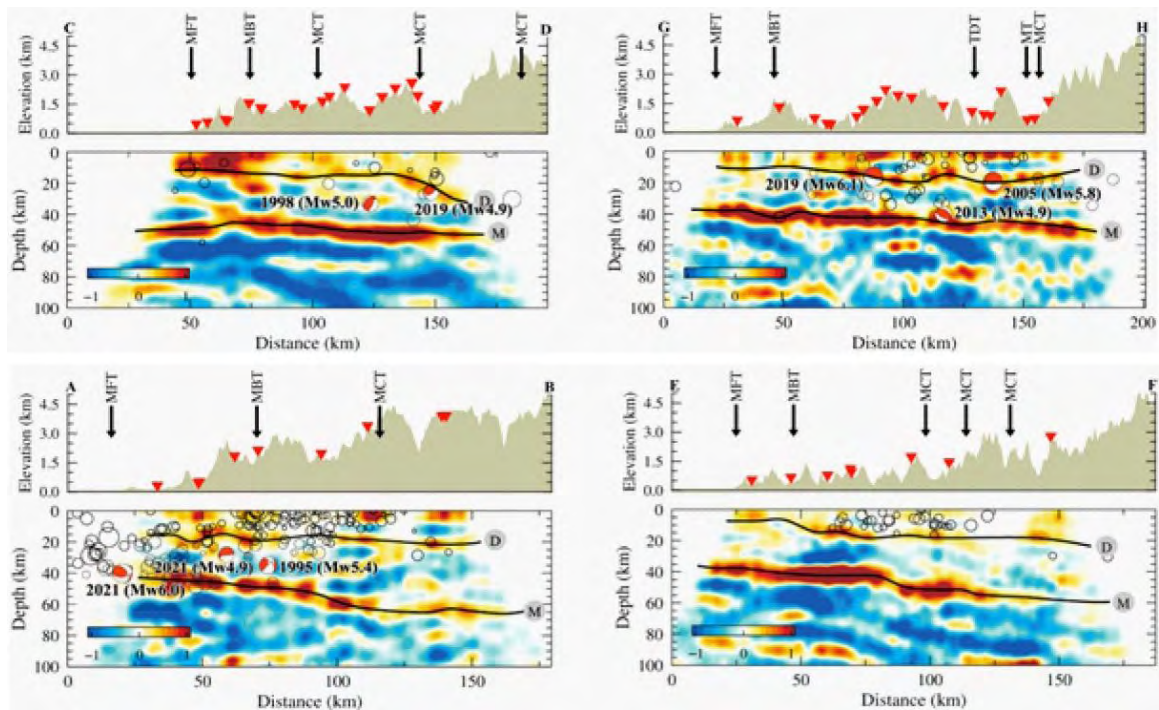 C MFT MBT MCT MCT MCT D
Elevation (km)
4.5
3.0
1.5
0.0
0
20
40
60
80
100
Depth (km)
D
1998 (Mw5.0)
2019 (Mw4.9)
M
−1 0 1
0 50 100 150
Distance (km)
G MFT MBT TDT MT MCT H
Elevation (km)
4.5
3.0
1.5
0.0
0
20
40
60
80
100
Depth (km)
D
2019 (Mw6.1)
2005 (Mw5.8)
2013 (Mw4.9)
M
−1 0 1
0 50 100 150 200
Distance (km)
A MFT MBT MCT B
Elevation (km)
4.5
3.0
1.5
0.0
0
20
40
60
80
100
Depth (km)
D
2021 (Mw4.9)
1995 (Mw5.4)
2021 (Mw6.0)
M
−1 0 1
0 50 100 150
Distance (km)
E MFT MBT MCT MCT MCT F
Elevation (km)
4.5
3.0
1.5
0.0
0
20
40
60
80
100
Depth (km)
D
M
−1 0 1
0 50 100 150
Distance (km)